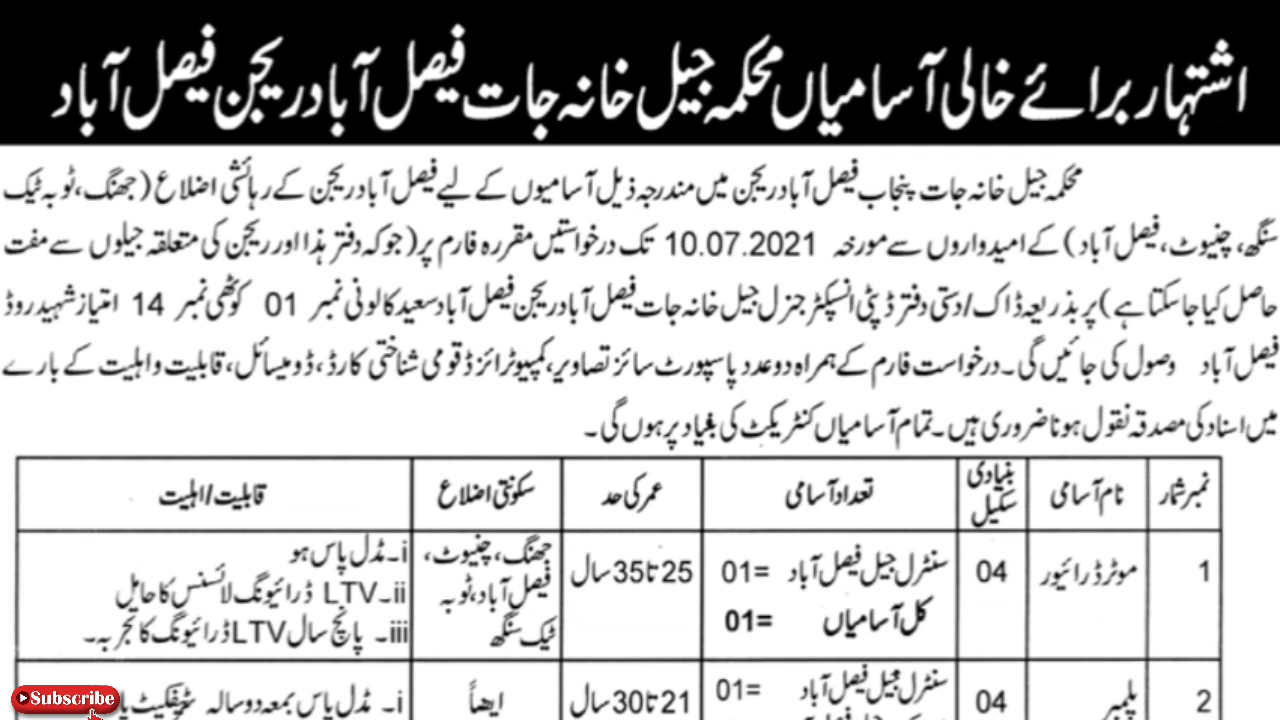 اشتہار برائے خالی آسامیاں محکمہ جیل خانہ جات فیصل آباد ریجن فیصل آباد
محکمہ جیل خانہ جات پنجاب فیصل آباد ریجن میں مندرجہ ذیل آسامیوں کے لیے فیصل آباد ریجن کے رہائشی اضلاع (جھنگ، ٹوبہ ٹیک
سنگھ، چنیوٹ، فیصل آباد) کے امیدواروں سے مورخہ 10.07.2021 تک درخواستیں مقررہ فارم پر (جو کہ دفتر ہذا اور ریجن کی متعلقہ جیلوں سے مفت
حاصل کیا جا سکتا ہے) پر بذریعہ ڈاک/دستی دفتر ڈپٹی انسپکٹر جنرل جیل خانہ جات فیصل آباد ریجن فیصل آباد سعید کالونی نمبر 01 کوٹھی نمبر 14 امتیاز شہید روڈ
فیصل آباد وصول کی جائیں گی۔ درخواست فارم کے ہمراہ دو عدد پاسپورٹ سائز تصاویر، کمپیوٹرائزڈ قومی شناختی کارڈ، ڈومیسائل، قابلیت و اہلیت کے بارے
میں اسناد کی مصدقہ نقول ہونا ضروری ہیں۔ تمام آسامیاں کنٹریکٹ کی بنیاد پر ہوں گی۔
نمبر شمار نام آسامی بنیادی سکیل تعداد آسامی عمر کی حد سکونتی اضلاع قابلیت/اہلیت
1 موٹر ڈرائیور 04 سنٹرل جیل فیصل آباد =01 25 تا 35 سال جھنگ، چنیوٹ، i۔ مڈل پاس ہو
کل آسامیاں =01 فیصل آباد، ٹوبہ ii۔ LTV ڈرائیونگ لائسنس کا حامل
ٹیک سنگھ iii۔ پانچ سال LTV ڈرائیونگ کا تجربہ۔
2 پلمبر 04 سنٹرل جیل فیصل آباد =01 21 تا 30 سال ایضاً i۔ مڈل پاس بمعہ دو سالہ
Subscribe